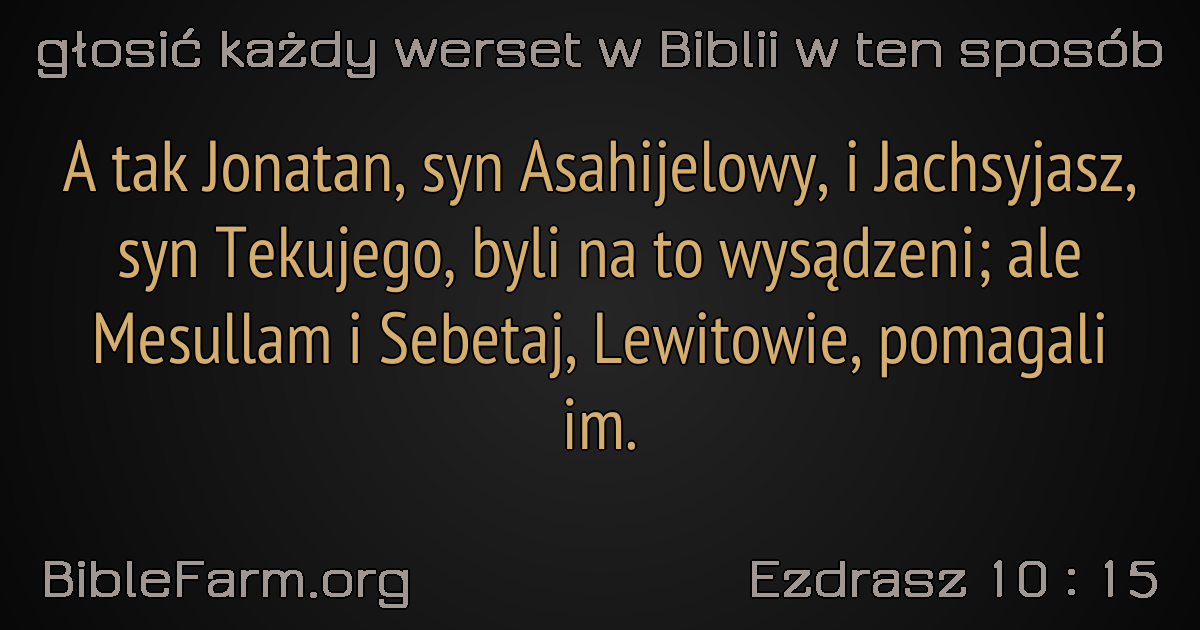 głosić każdy werset w Biblii w ten sposób
A tak Jonatan, syn Asahijelowy, i Jachsyjasz,
syn Tekujego, byli na to wysądzeni; ale
Mesullam i Sebetaj, Lewitowie, pomagali
im.
BibleFarm.org
Ezdrasz 10 : 15